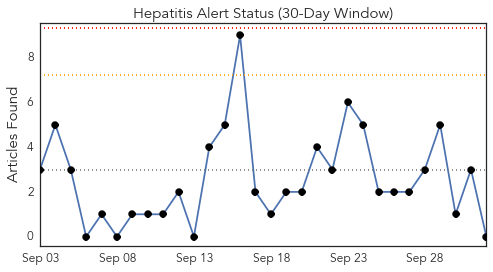 Hepatitis Alert Status (30-Day Window)
Articles Found
8
6
4
2
0
Sep 03 Sep 08 Sep 13 Sep 18 Sep 23 Sep 28